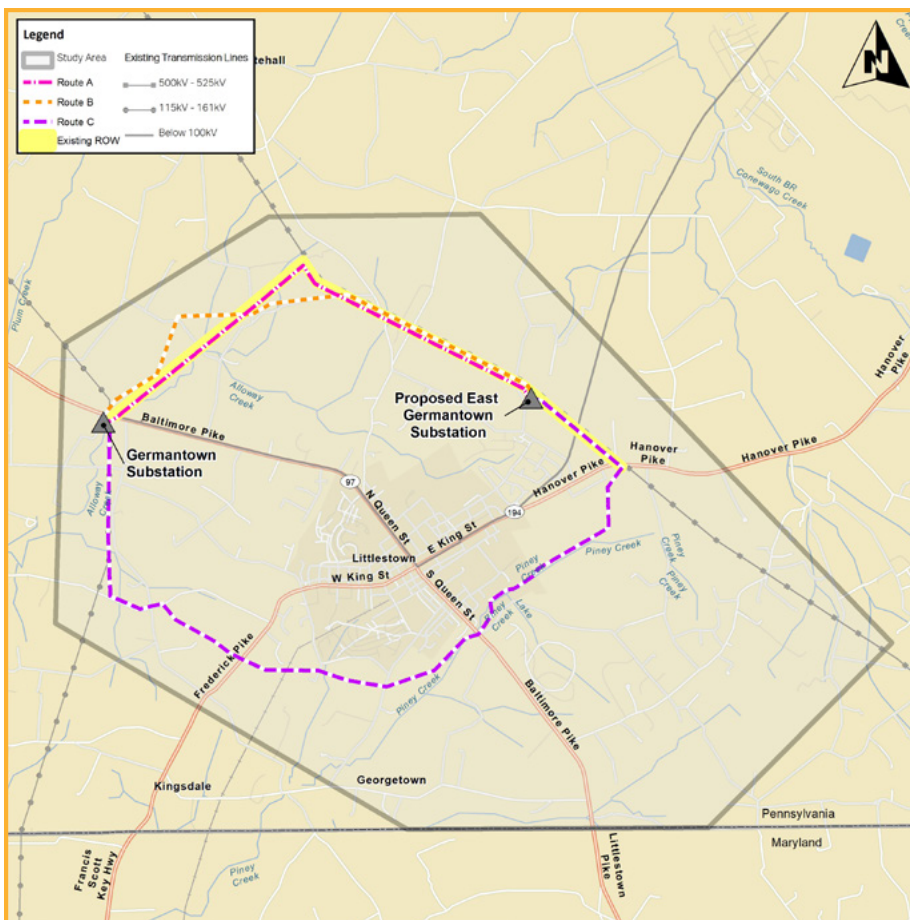 Legend
Study Area
Route A
Route B
Route C
Existing ROW
Existing Transmission Lines
500kV - 525kV
115kV - 161kV
Below 100kV
tehall
N
Plum Creek
South BR
Conewago Creek
Hanover
Pike
Alloway
Creek
Proposed East
Germantown
Substation
Baltimore Pike
Germantown
Substation
Hanover
Pike
Hanover Pike
Hanover Pike
97
194
N Queen St
E King St
Alloway
Littlestown
W King St
S Queen St
Piney Creek
Piney
Creek
Piney
Creek
Piney
Lake
Piney
Creek
Frederick Pike
Piney Creek
Baltimore Pike
Kingsdale
Georgetown
Pennsylvania
Maryland
Francis
Scott
Key Hwy
Piney
Creek
Littlestown
Pike